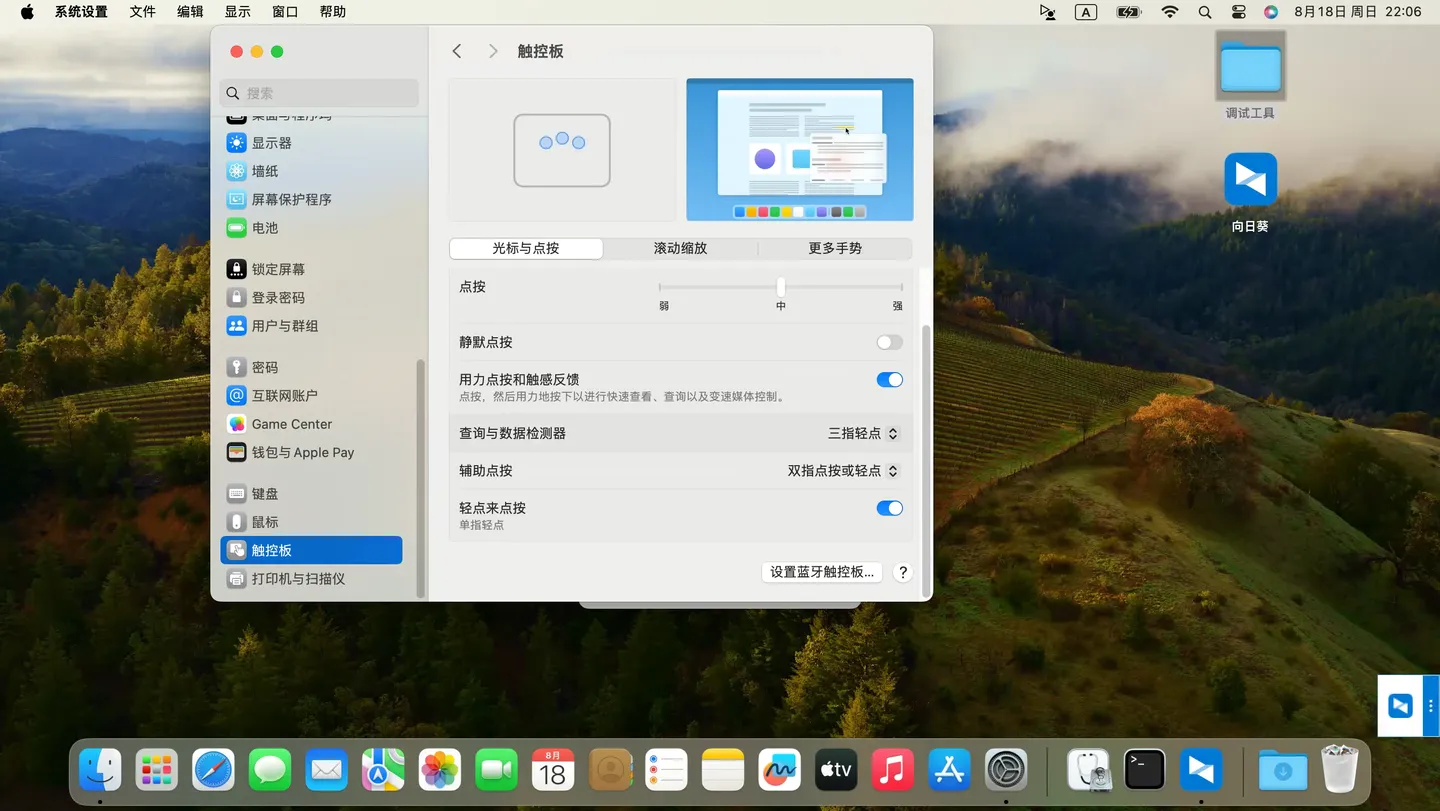 系统设置 文件 编辑 显示 窗口 帮助
A 8月18日 周日 22:06
搜索
桌面与程序坞
显示器
墙纸
屏幕保护程序
电池
锁定屏幕
登录密码
用户与群组
密码
互联网账户
Game Center
钱包与 Apple Pay
键盘
鼠标
触控板
打印机与扫描仪
触控板
光标与点按 滚动缩放 更多手势
点按
弱 中 强
静默点按
用力点按和触感反馈
点按，然后用力地按下以进行快速查看、查询以及变速媒体控制。
查询与数据检测器 三指轻点
辅助点按 双指点按或轻点
轻点来点按
单指轻点
设置蓝牙触控板... ?
调试工具
向日葵
8月
18
tv